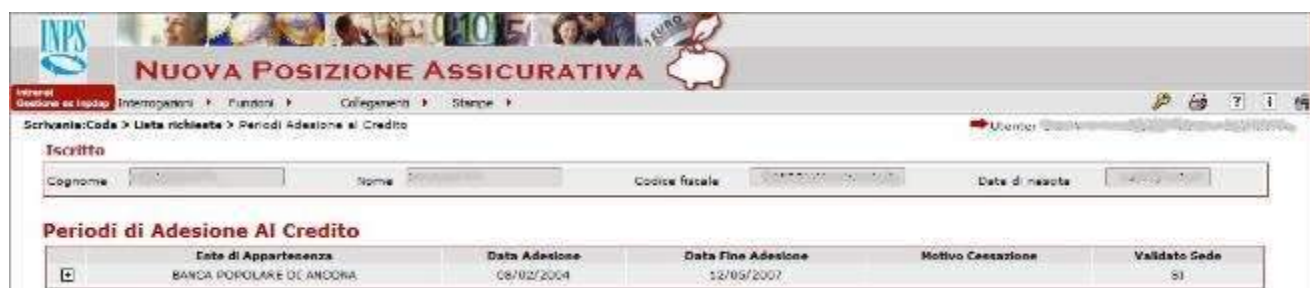 INPS
NUOVA POSIZIONE ASSICURATIVA
Intranet
Gestione ex Inpdap Interrogazioni Funzioni Collegamenti Stampe
Scrivania:Coda > Lista richieste > Periodi Adesione al Credito Utente:
Iscritto
Cognome Nome Codice fiscale Data di nascita
Periodi di Adesione Al Credito
Ente di Appartenenza Data Adesione Data Fine Adesione Motivo Cessazione Validato Sede
BANCA POPOLARE DI ANCONA 08/02/2004 12/05/2007 SI